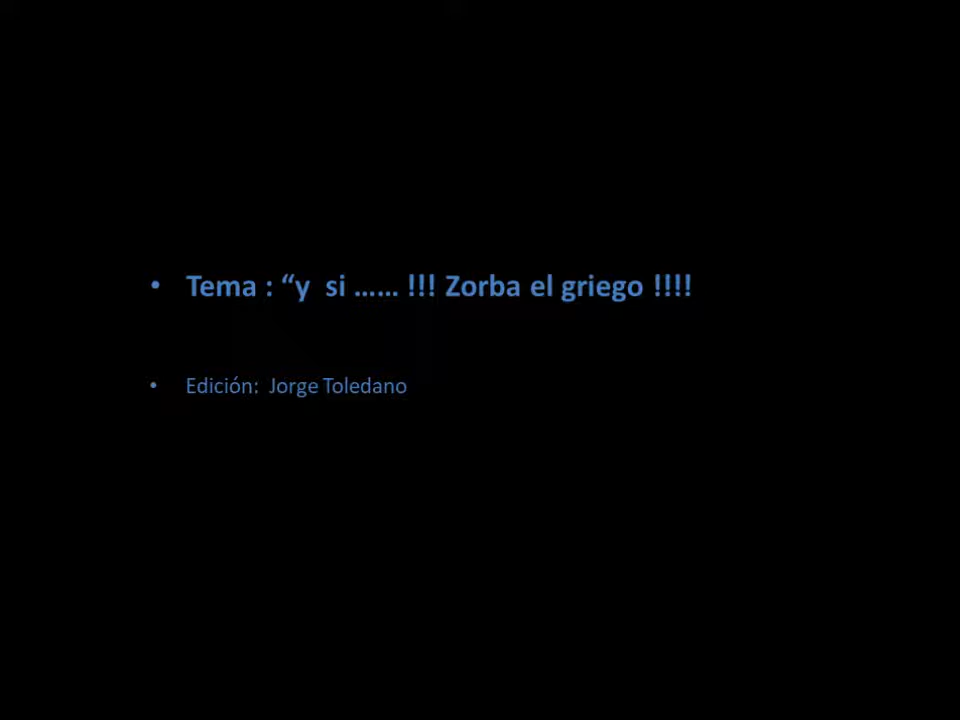 • Tema : “y  si …… !!! Zorba el griego !!!!
• Edición:  Jorge Toledano